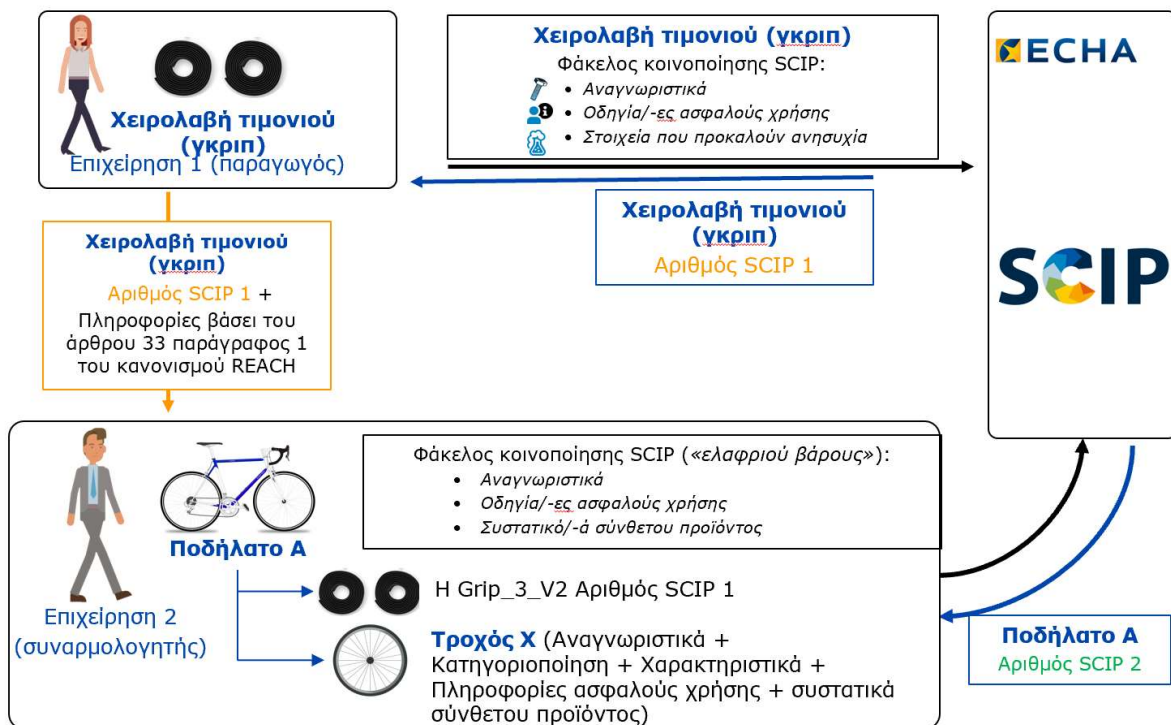 Χειρολαβή τιμονιού
(γκριπ)
Επιχείρηση 1 (παραγωγός)
Χειρολαβή τιμονιού (γκριπ)
Φάκελος κοινοποίησης SCIP:
• Αναγνωριστικά
• Οδηγία/-ες ασφαλούς χρήσης
• Στοιχεία που προκαλούν ανησυχία
ECHA
SCIP
Χειρολαβή τιμονιού
(γκριπ)
Αριθμός SCIP 1
Χειρολαβή τιμονιού
(γκριπ)
Αριθμός SCIP 1 +
Πληροφορίες βάσει του
άρθρου 33 παράγραφος 1
του κανονισμού REACH
Φάκελος κοινοποίησης SCIP («ελαφριού βάρους»):
• Αναγνωριστικά
• Οδηγία/-ες ασφαλούς χρήσης
• Συστατικό/-ά σύνθετου προϊόντος
Ποδήλατο A
Επιχείρηση 2
(συναρμολογητής)
Η Grip_3_V2 Αριθμός SCIP 1
Τροχός X (Αναγνωριστικά +
Κατηγοριοποίηση + Χαρακτηριστικά +
Πληροφορίες ασφαλούς χρήσης + συστατικά
σύνθετου προϊόντος)
Ποδήλατο A
Αριθμός SCIP 2